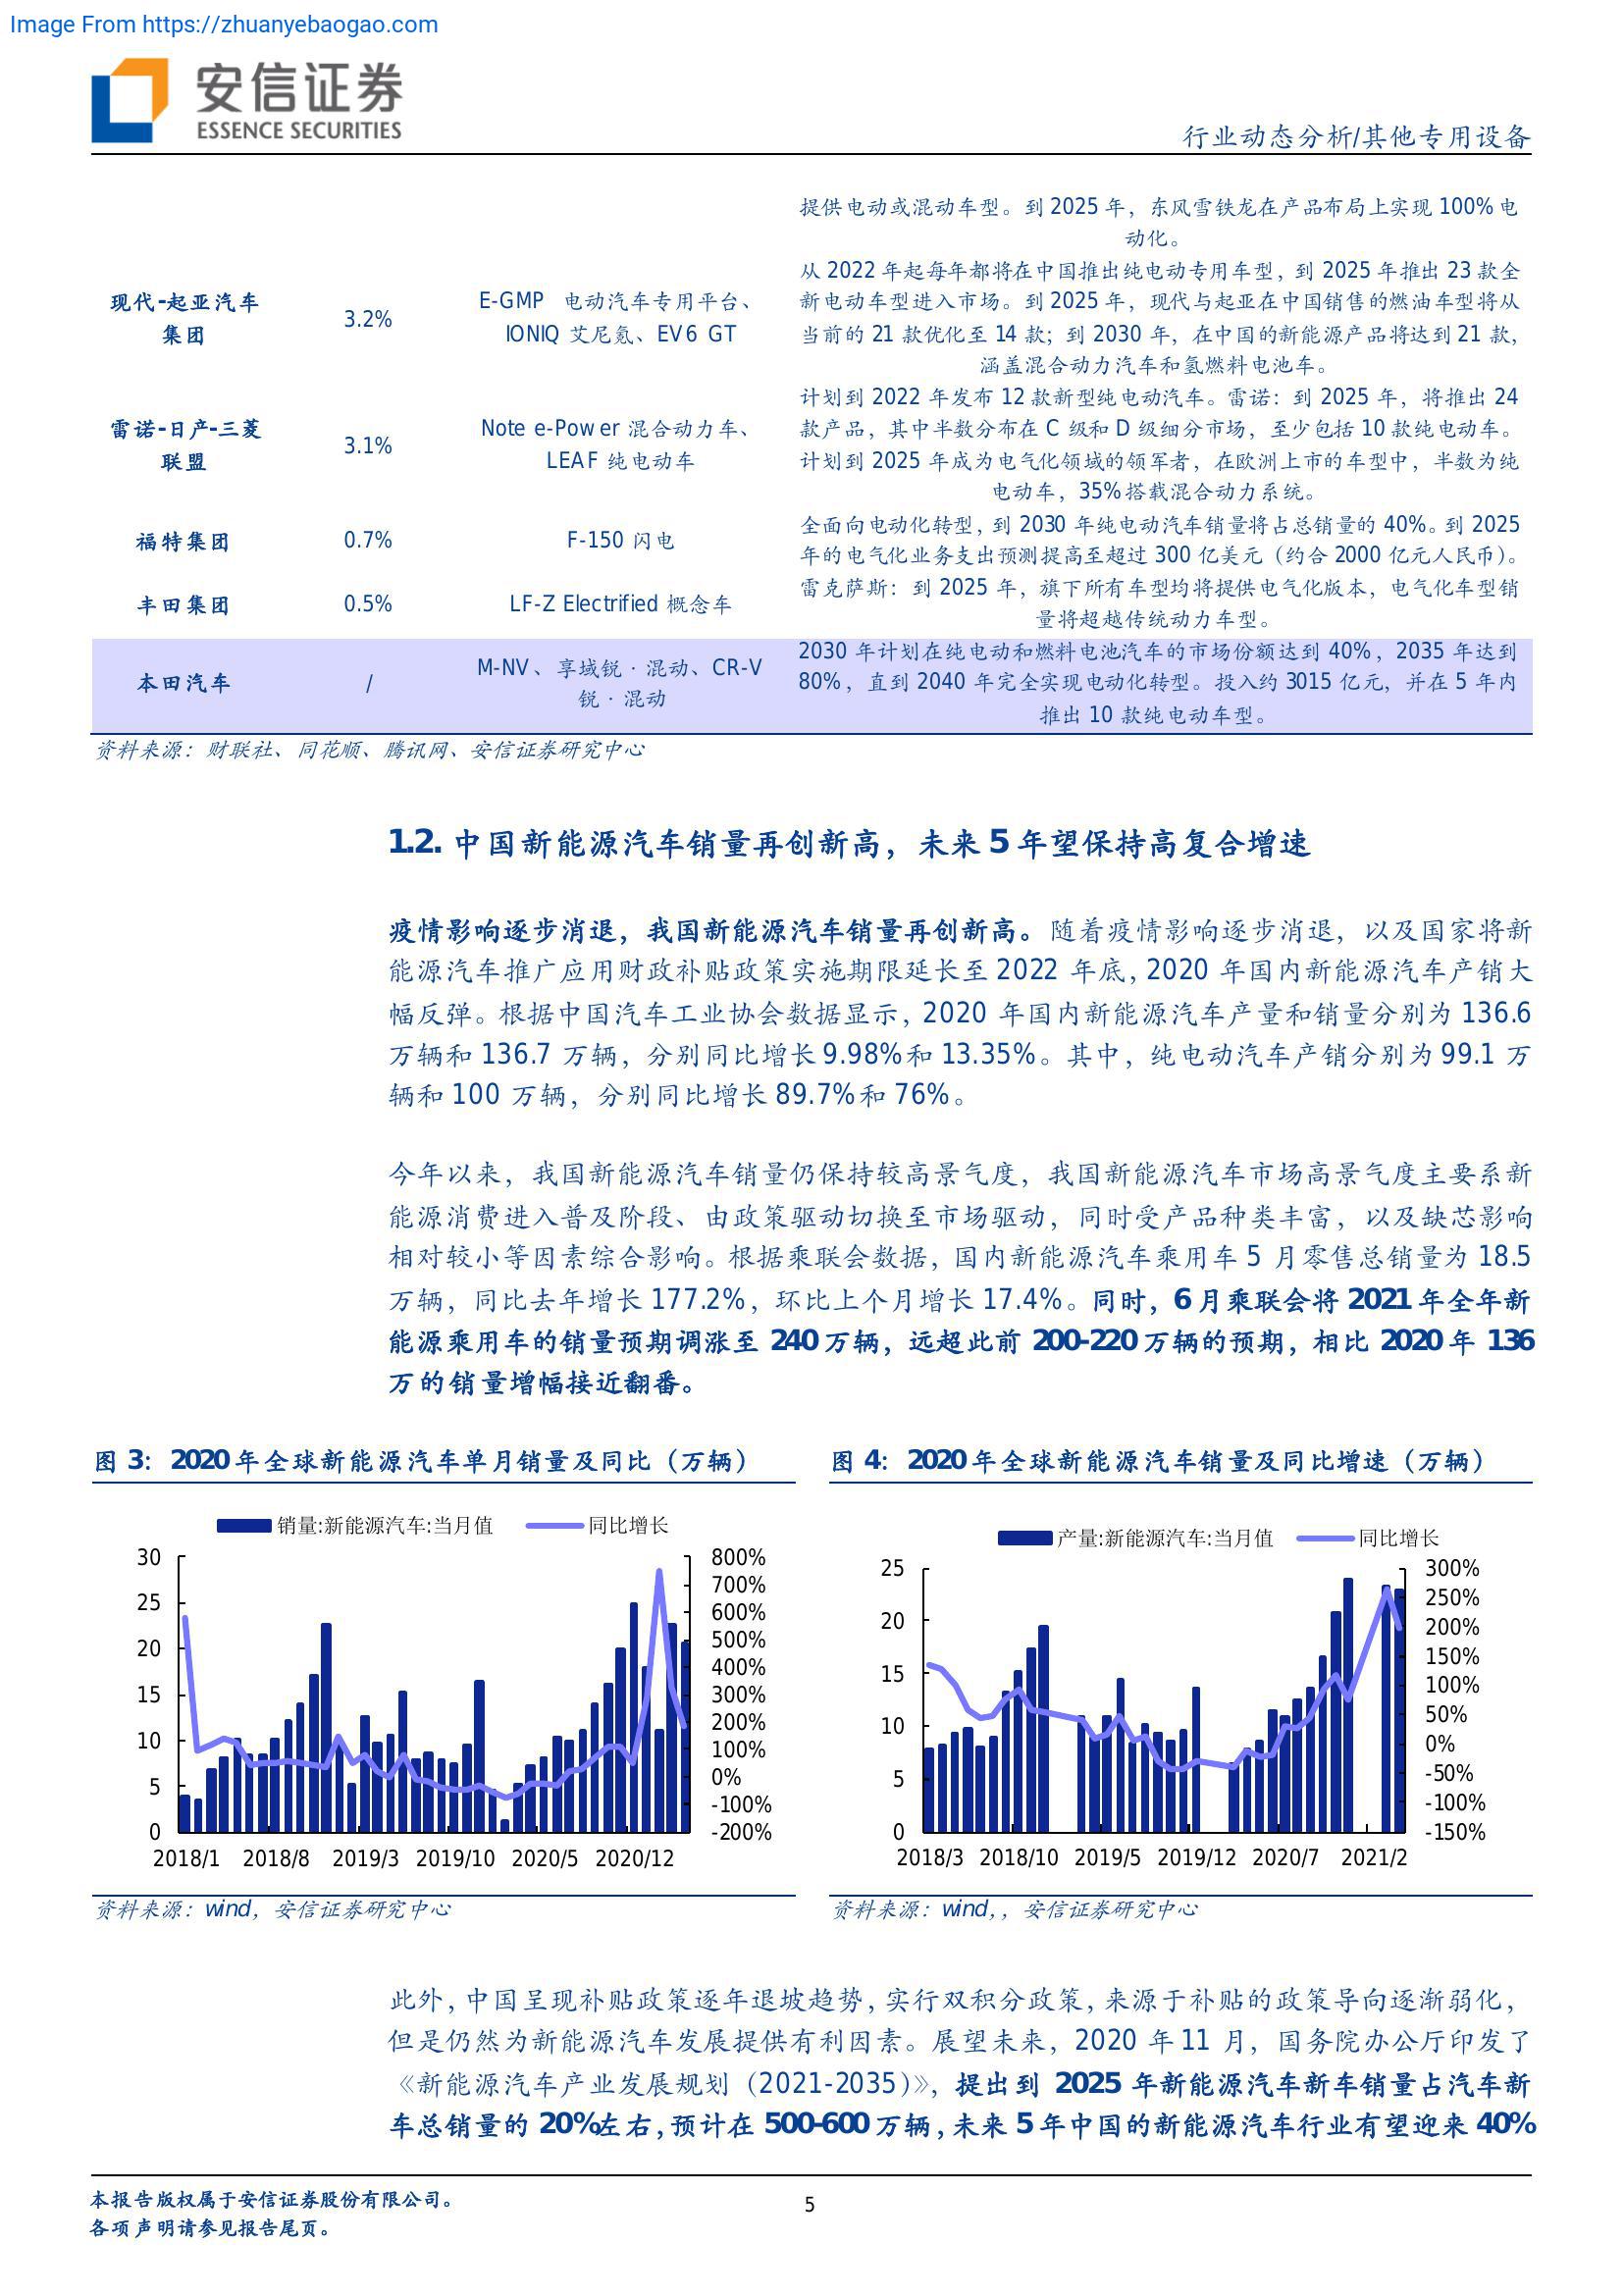 Image From https://zhuanyebaogao.com
安信证券
ESSENCE SECURITIES
行业动态分析/其他专用设备
提供电动或混动车型。到 2025 年，东风雪铁龙在产品布局上实现 100%电
动化。
现代-起亚汽车
集团
3.2%
E-GMP 电动汽车专用平台、
IONIQ 艾尼氪、EV6 GT
从 2022 年起每年都将在中国推出纯电动专用车型，到 2025 年推出 23 款全
新电动车型进入市场。到 2025 年，现代与起亚在中国销售的燃油车型将从
当前的 21 款优化至 14 款；到 2030 年，在中国的新能源产品将达到 21 款，
涵盖混合动力汽车和氢燃料电池车。
雷诺-日产-三菱
联盟
3.1%
Note e-Power 混合动力车、
LEAF 纯电动车
计划到 2022 年发布 12 款新型纯电动汽车。雷诺：到 2025 年，将推出 24
款产品，其中半数分布在 C 级和 D 级细分市场，至少包括 10 款纯电动车。
计划到 2025 年成为电气化领域的领军者，在欧洲上市的车型中，半数为纯
电动车，35%搭载混合动力系统。
福特集团
0.7%
F-150 闪电
全面向电动化转型，到 2030 年纯电动汽车销量将占总销量的 40%。到 2025
年的电气化业务支出预测提高至超过 300 亿美元（约合 2000 亿元人民币）。
丰田集团
0.5%
LF-Z Electrified 概念车
雷克萨斯：到 2025 年，旗下所有车型均将提供电气化版本，电气化车型销
量将超越传统动力车型。
本田汽车
/
M-NV、享域锐·混动、CR-V
锐·混动
2030 年计划在纯电动和燃料电池汽车的市场份额达到 40%，2035 年达到
80%，直到 2040 年完全实现电动化转型。投入约 3015 亿元，并在 5 年内
推出 10 款纯电动车型。
资料来源：财联社、同花顺、腾讯网、安信证券研究中心
1.2. 中国新能源汽车销量再创新高，未来 5 年望保持高复合增速
疫情影响逐步消退，我国新能源汽车销量再创新高。随着疫情影响逐步消退，以及国家将新
能源汽车推广应用财政补贴政策实施期限延长至 2022 年底，2020 年国内新能源汽车产销大
幅反弹。根据中国汽车工业协会数据显示，2020 年国内新能源汽车产量和销量分别为 136.6
万辆和 136.7 万辆，分别同比增长 9.98%和 13.35%。其中，纯电动汽车产销分别为 99.1 万
辆和 100 万辆，分别同比增长 89.7%和 76%。
今年以来，我国新能源汽车销量仍保持较高景气度，我国新能源汽车市场高景气度主要系新
能源消费进入普及阶段、由政策驱动切换至市场驱动，同时受产品种类丰富，以及缺芯影响
相对较小等因素综合影响。根据乘联会数据，国内新能源汽车乘用车 5 月零售总销量为 18.5
万辆，同比去年增长 177.2%，环比上个月增长 17.4%。同时，6 月乘联会将 2021 年全年新
能源乘用车的销量预期调涨至 240 万辆，远超此前 200-220 万辆的预期，相比 2020 年 136
万的销量增幅接近翻番。
图 3：2020 年全球新能源汽车单月销量及同比（万辆）
销量:新能源汽车:当月值 同比增长
30
25
20
15
10
5
0
800%
700%
600%
500%
400%
300%
200%
100%
0%
-100%
-200%
2018/1 2018/8 2019/3 2019/10 2020/5 2020/12
资料来源：wind，安信证券研究中心
图 4：2020 年全球新能源汽车销量及同比增速（万辆）
产量:新能源汽车:当月值 同比增长
25
20
15
10
5
0
300%
250%
200%
150%
100%
50%
0%
-50%
-100%
-150%
2018/3 2018/10 2019/5 2019/12 2020/7 2021/2
资料来源：wind,，安信证券研究中心
此外，中国呈现补贴政策逐年退坡趋势，实行双积分政策，来源于补贴的政策导向逐渐弱化，
但是仍然为新能源汽车发展提供有利因素。展望未来，2020 年 11 月，国务院办公厅印发了
《新能源汽车产业发展规划（2021-2035）》，提出到 2025 年新能源汽车新车销量占汽车新
车总销量的 20%左右，预计在 500-600 万辆，未来 5 年中国的新能源汽车行业有望迎来 40%
本报告版权属于安信证券股份有限公司。
各项声明请参见报告尾页。
5